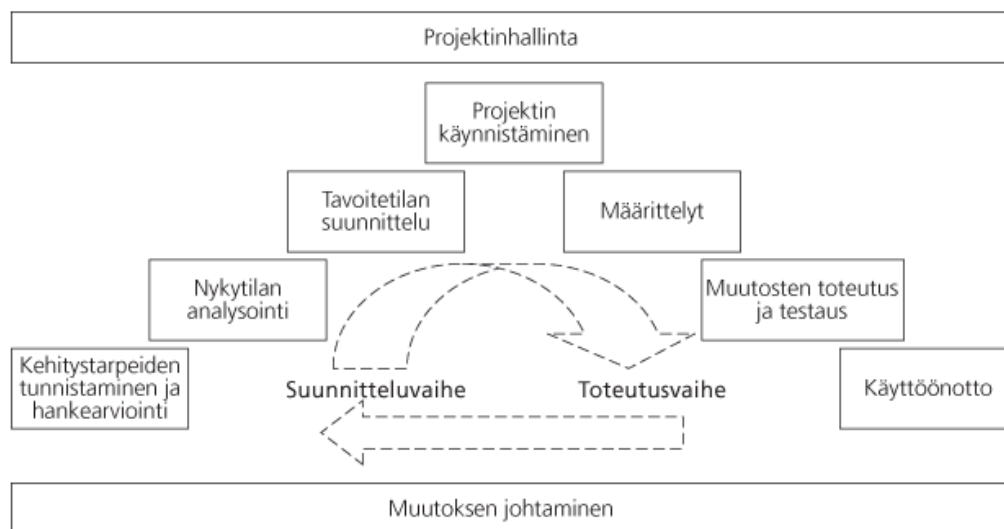 Projektinhallinta
Projektin
käynnistäminen
Tavoitetilan
suunnittelu
Määrittelyt
Nykytilan
analysointi
Muutosten toteutus
ja testaus
Kehitystarpeiden
tunnistaminen ja
hankearviointi
Suunnitteluvaihe
Toteutusvaihe
Käyttöönotto
Muutoksen johtaminen